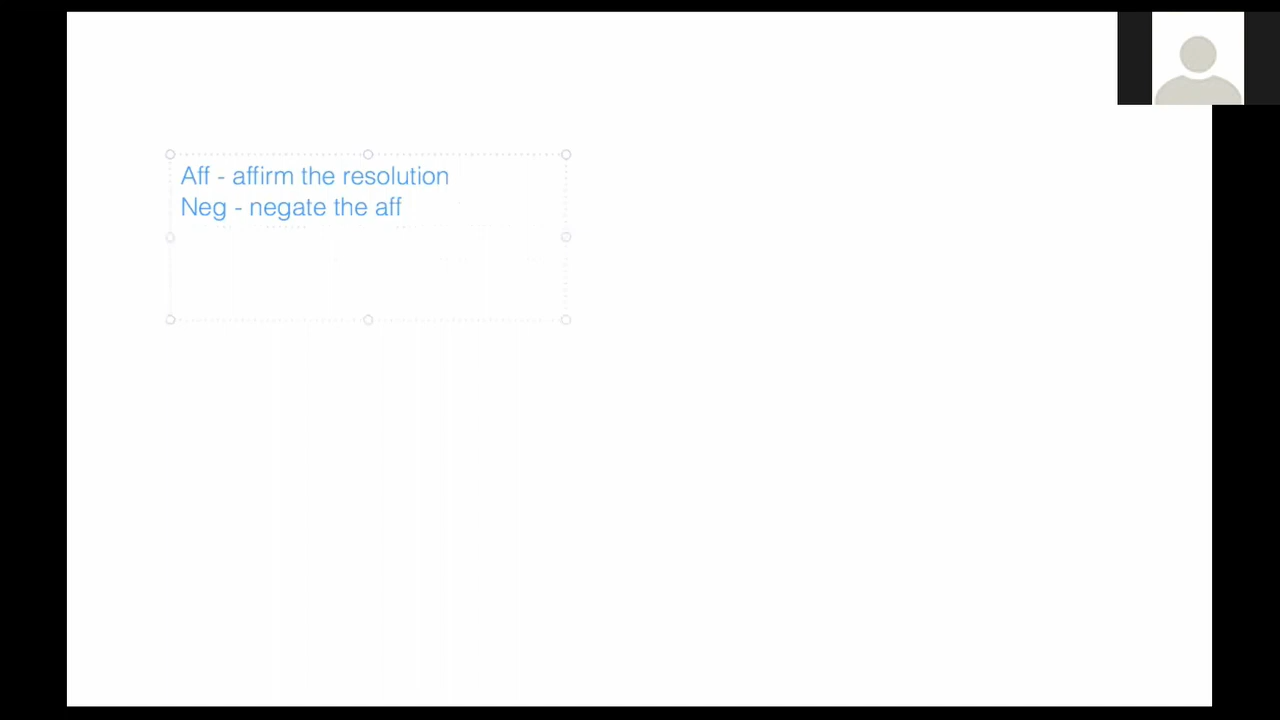 Aff - affirm the resolution
Neg - negate the aff